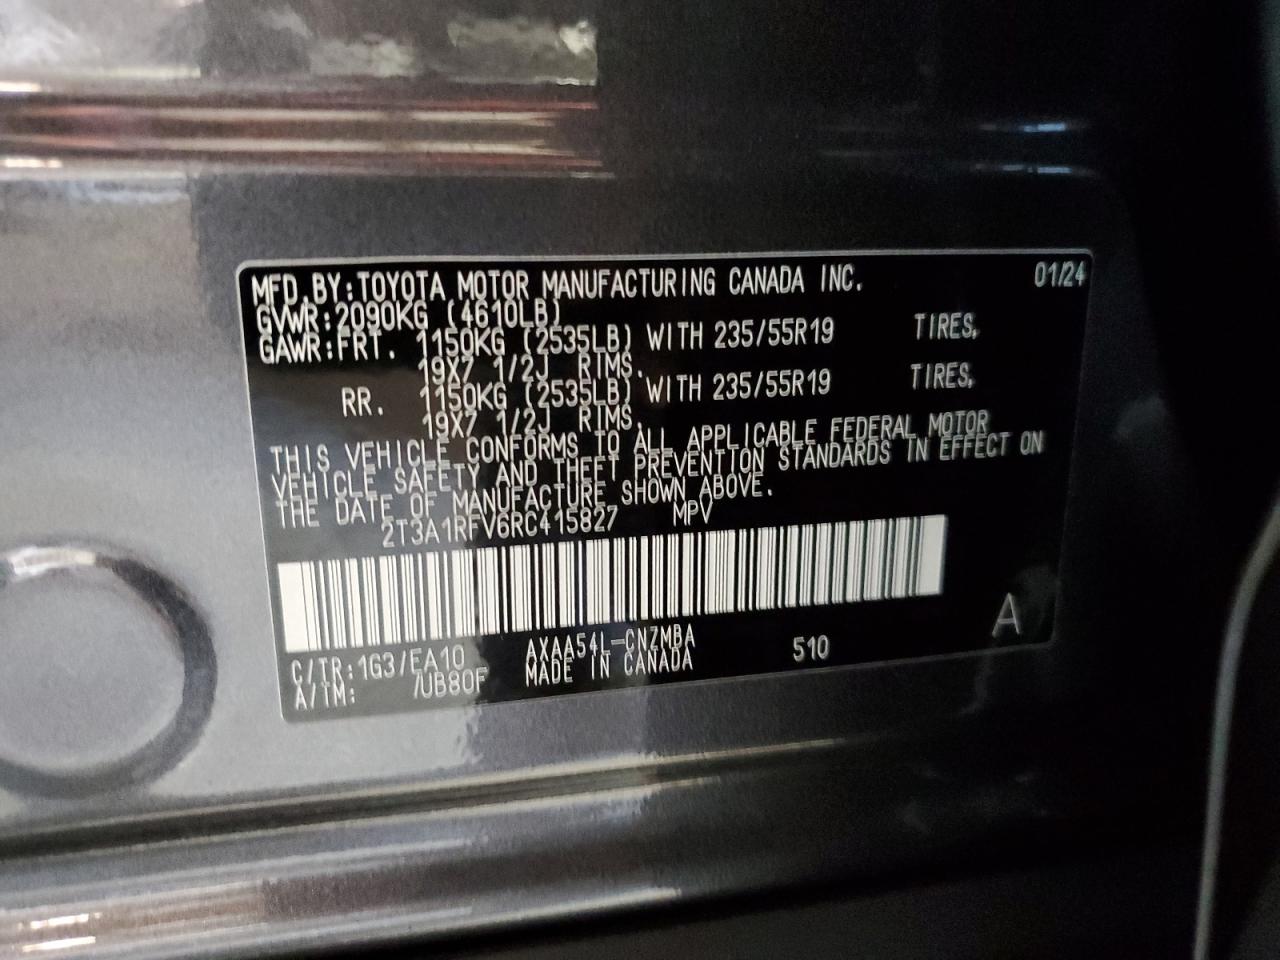 MFD.BY:TOYOTA MOTOR MANUFACTURING CANADA INC. 01/24
GVWR:2090KG (4610LB)
GAWR:FRT. 1150KG (2535LB) WITH 235/55R19 TIRES,
19X7 1/2J RIMS.
RR. 1150KG (2535LB) WITH 235/55R19 TIRES,
19X7 1/2J RIMS.
THIS VEHICLE CONFORMS TO ALL APPLICABLE FEDERAL MOTOR
VEHICLE SAFETY AND THEFT PREVENTION STANDARDS IN EFFECT ON
THE DATE OF MANUFACTURE SHOWN ABOVE.
2T3A1RFV6RC415827 MPV
C/TR:1G3/EA10 AXAA54L-CNZMBA 510 A
A/TM: /UB80F MADE IN CANADA